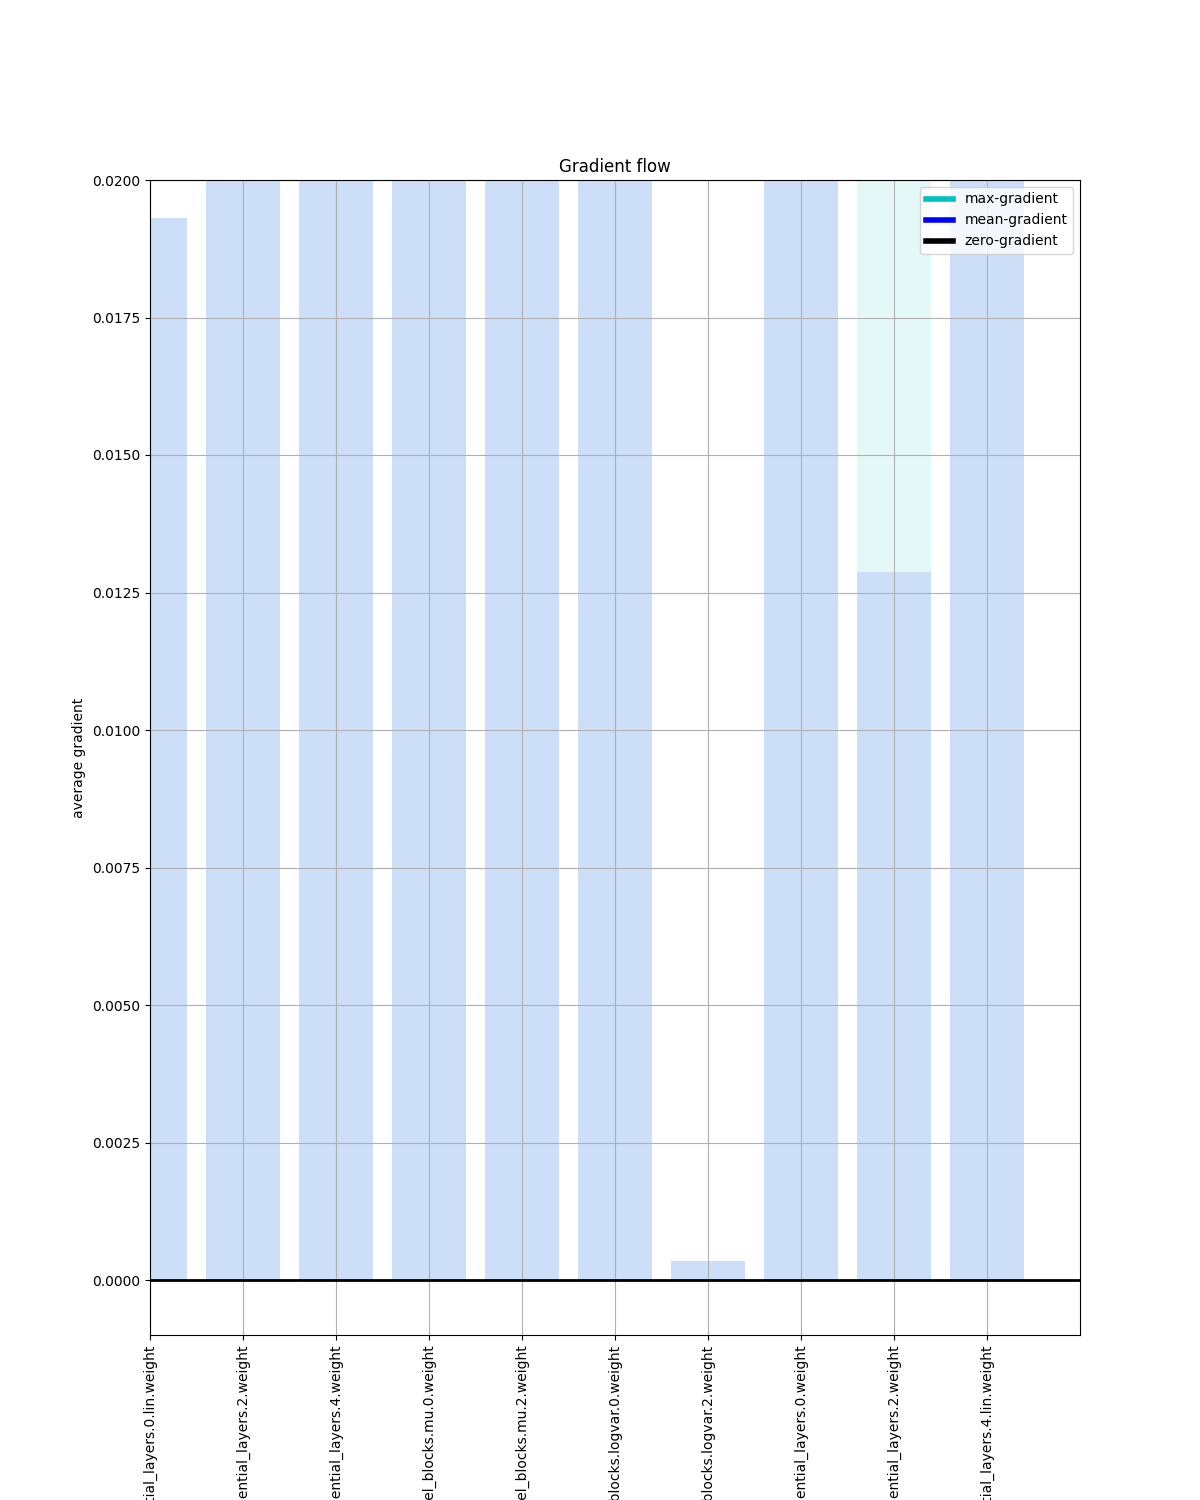 Gradient flow
max-gradient
mean-gradient
zero-gradient
0.0200
0.0175
0.0150
0.0125
0.0100
0.0075
0.0050
0.0025
0.0000
average gradient
tial_layers.0.lin.weight
ential_layers.2.weight
ential_layers.4.weight
el_blocks.mu.0.weight
el_blocks.mu.2.weight
blocks.logvar.0.weight
blocks.logvar.2.weight
ential_layers.0.weight
ential_layers.2.weight
tial_layers.4.lin.weight